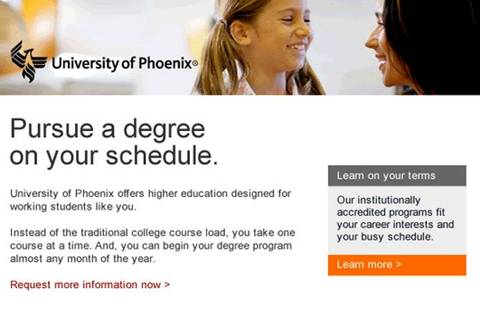 University of Phoenix®
Pursue a degree
on your schedule.
University of Phoenix offers higher education designed for
working students like you.
Instead of the traditional college course load, you take one
course at a time. And, you can begin your degree program
almost any month of the year.
Request more information now >
Learn on your terms
Our institutionally
accredited programs fit
your career interests and
your busy schedule.
Learn more >